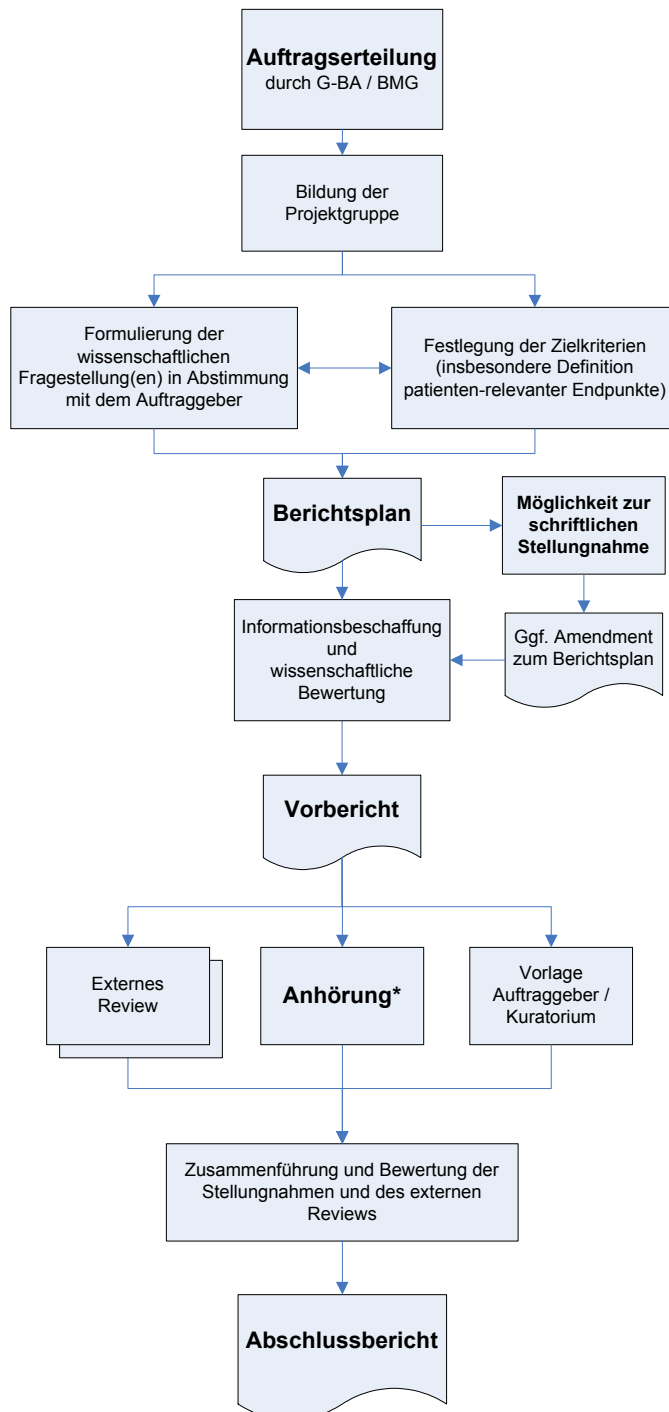 Auftragserteilung
durch G-BA / BMG
Bildung der
Projektgruppe
Formulierung der
wissenschaftlichen
Fragestellung(en) in Abstimmung
mit dem Auftraggeber
Festlegung der Zielkriterien
(insbesondere Definition
patienten-relevanter Endpunkte)
Berichtsplan
Möglichkeit zur
schriftlichen
Stellungnahme
Informationsbeschaffung
und
wissenschaftliche
Bewertung
Ggf. Amendment
zum Berichtsplan
Vorbericht
Externes
Review
Anhörung*
Vorlage
Auftraggeber /
Kuratorium
Zusammenführung und Bewertung der
Stellungnahmen und des externen
Reviews
Abschlussbericht